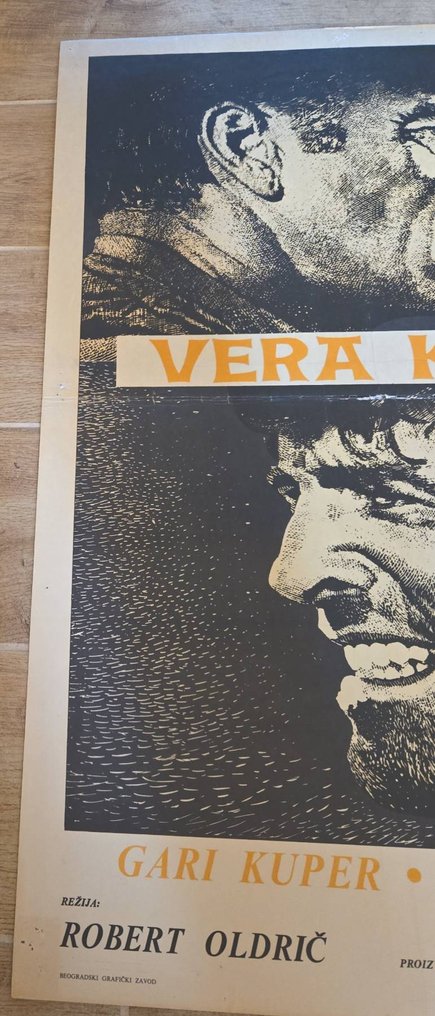 VERA K
GARI KUPER •
REŽIJA:
ROBERT OLDRIČ
PROIZ
BEOGRADSKI GRAFIČKI ZAVOD